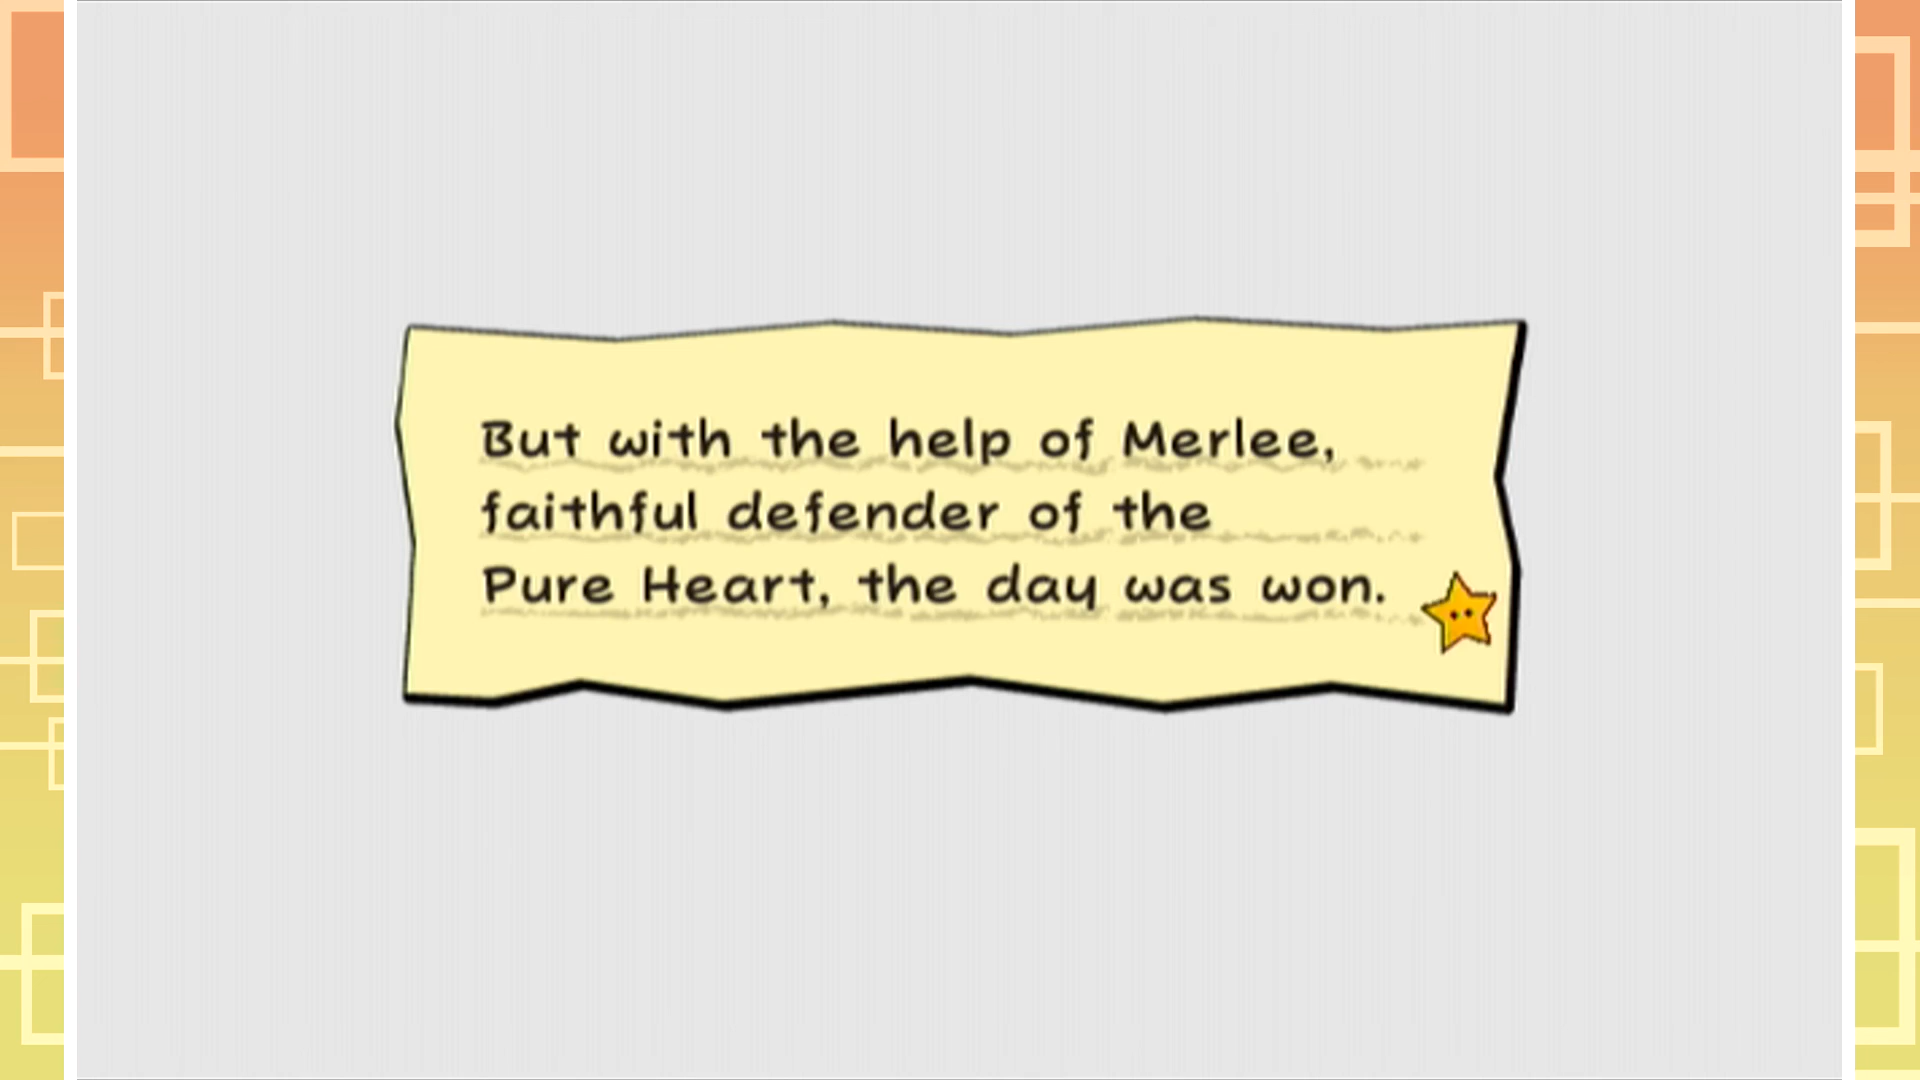 But with the help of Merlee,
faithful defender of the
Pure Heart, the day was won.